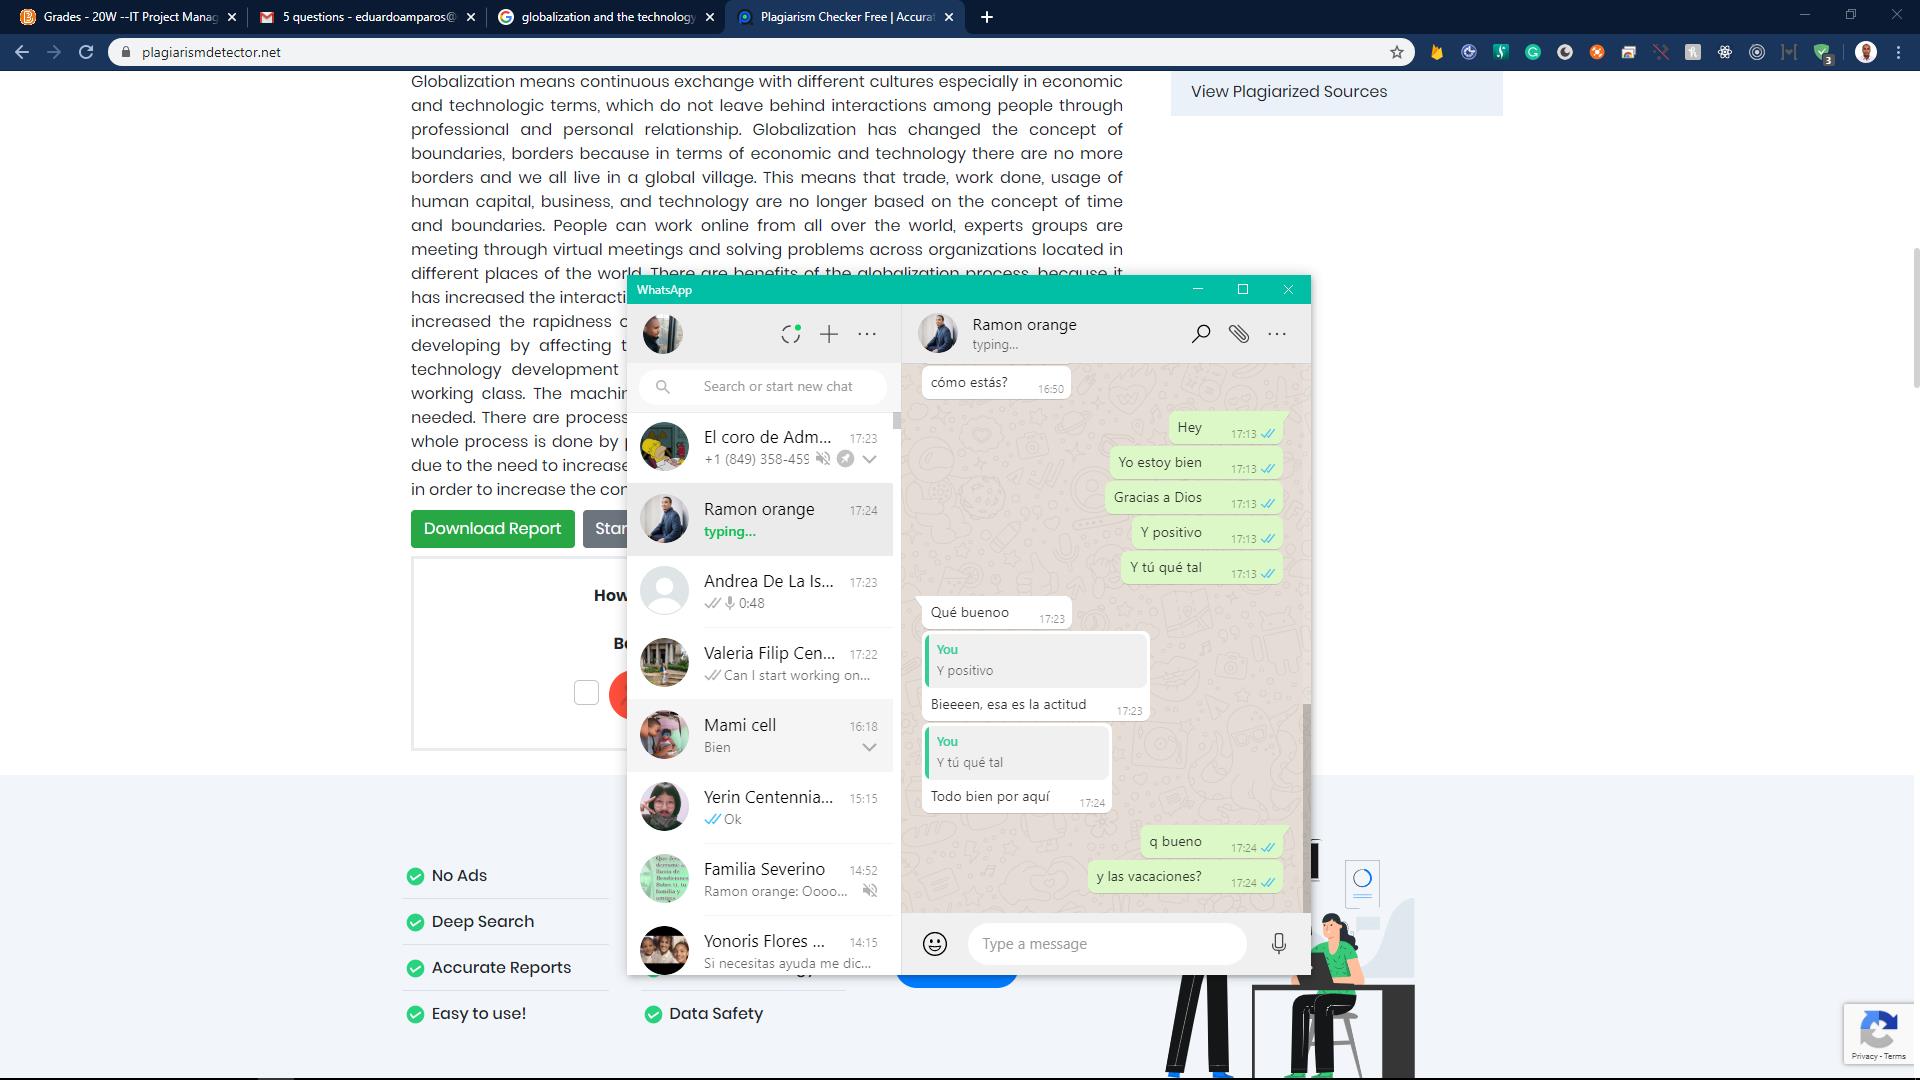 Grades - 20W --IT Project Manag
5 questions - eduardoamparos@
globalization and the technology
Plagiarism Checker Free | Accurat
plagiarismdetector.net
3
Globalization means continuous exchange with different cultures especially in economic
and technologic terms, which do not leave behind interactions among people through
professional and personal relationship. Globalization has changed the concept of
boundaries, borders because in terms of economic and technology there are no more
borders and we all live in a global village. This means that trade, work done, usage of
human capital, business, and technology are no longer based on the concept of time
and boundaries. People can work online from all over the world, experts groups are
meeting through virtual meetings and solving problems across organizations located in
different places of the world. There are benefits of the globalization process, because it
has increased the interacti
increased the rapidness o
developing by affecting t
technology development
working class. The machin
needed. There are process
whole process is done by p
due to the need to increase
in order to increase the con
View Plagiarized Sources
Download Report
Star
How
Be
No Ads
Deep Search
Accurate Reports
Easy to use!
Data Safety
Privacy - Terms
WhatsApp
Search or start new chat
El coro de Adm... 17:23
+1 (849) 358-459
Ramon orange 17:24
typing...
Andrea De La Is... 17:23
0:48
Valeria Filip Cen... 17:22
Can I start working on...
Mami cell 16:18
Bien
Yerin Centennia... 15:15
Ok
Familia Severino 14:52
Ramon orange: Oooo...
Yonoris Flores ... 14:15
Si necesitas ayuda me dic...
Ramon orange
typing...
cómo estás? 16:50
Hey 17:13
Yo estoy bien 17:13
Gracias a Dios 17:13
Y positivo 17:13
Y tú qué tal 17:13
Qué buenoo 17:23
You
Y positivo
Bieeeen, esa es la actitud 17:23
You
Y tú qué tal
Todo bien por aquí 17:24
q bueno 17:24
y las vacaciones? 17:24
Type a message